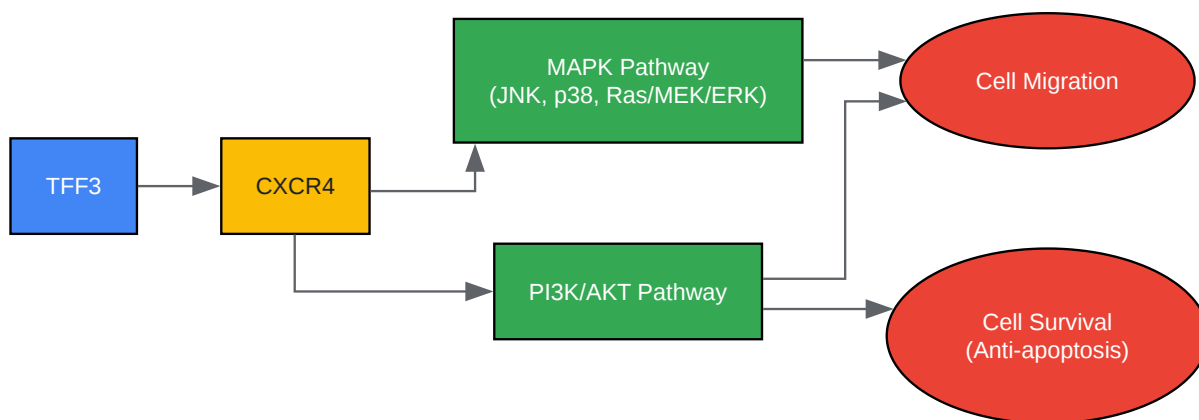 TFF3
CXCR4
MAPK Pathway
(JNK, p38, Ras/MEK/ERK)
PI3K/AKT Pathway
Cell Migration
Cell Survival
(Anti-apoptosis)